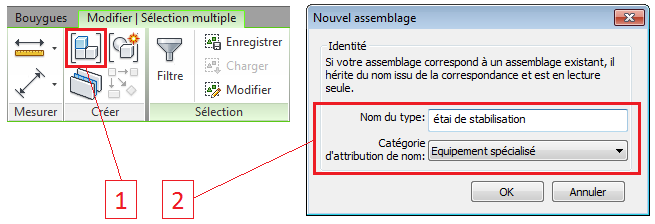 Bouygues
Modifier | Sélection multiple
Mesurer
Créer
Filtre
Enregistrer
Charger
Modifier
Sélection
1
2
Nouvel assemblage
Identité
Si votre assemblage correspond à un assemblage existant, il
hérite du nom issu de la correspondance et est en lecture
seule.
Nom du type: étai de stabilisation
Catégorie
d'attribution de nom: Equipement spécialisé
OK Annuler